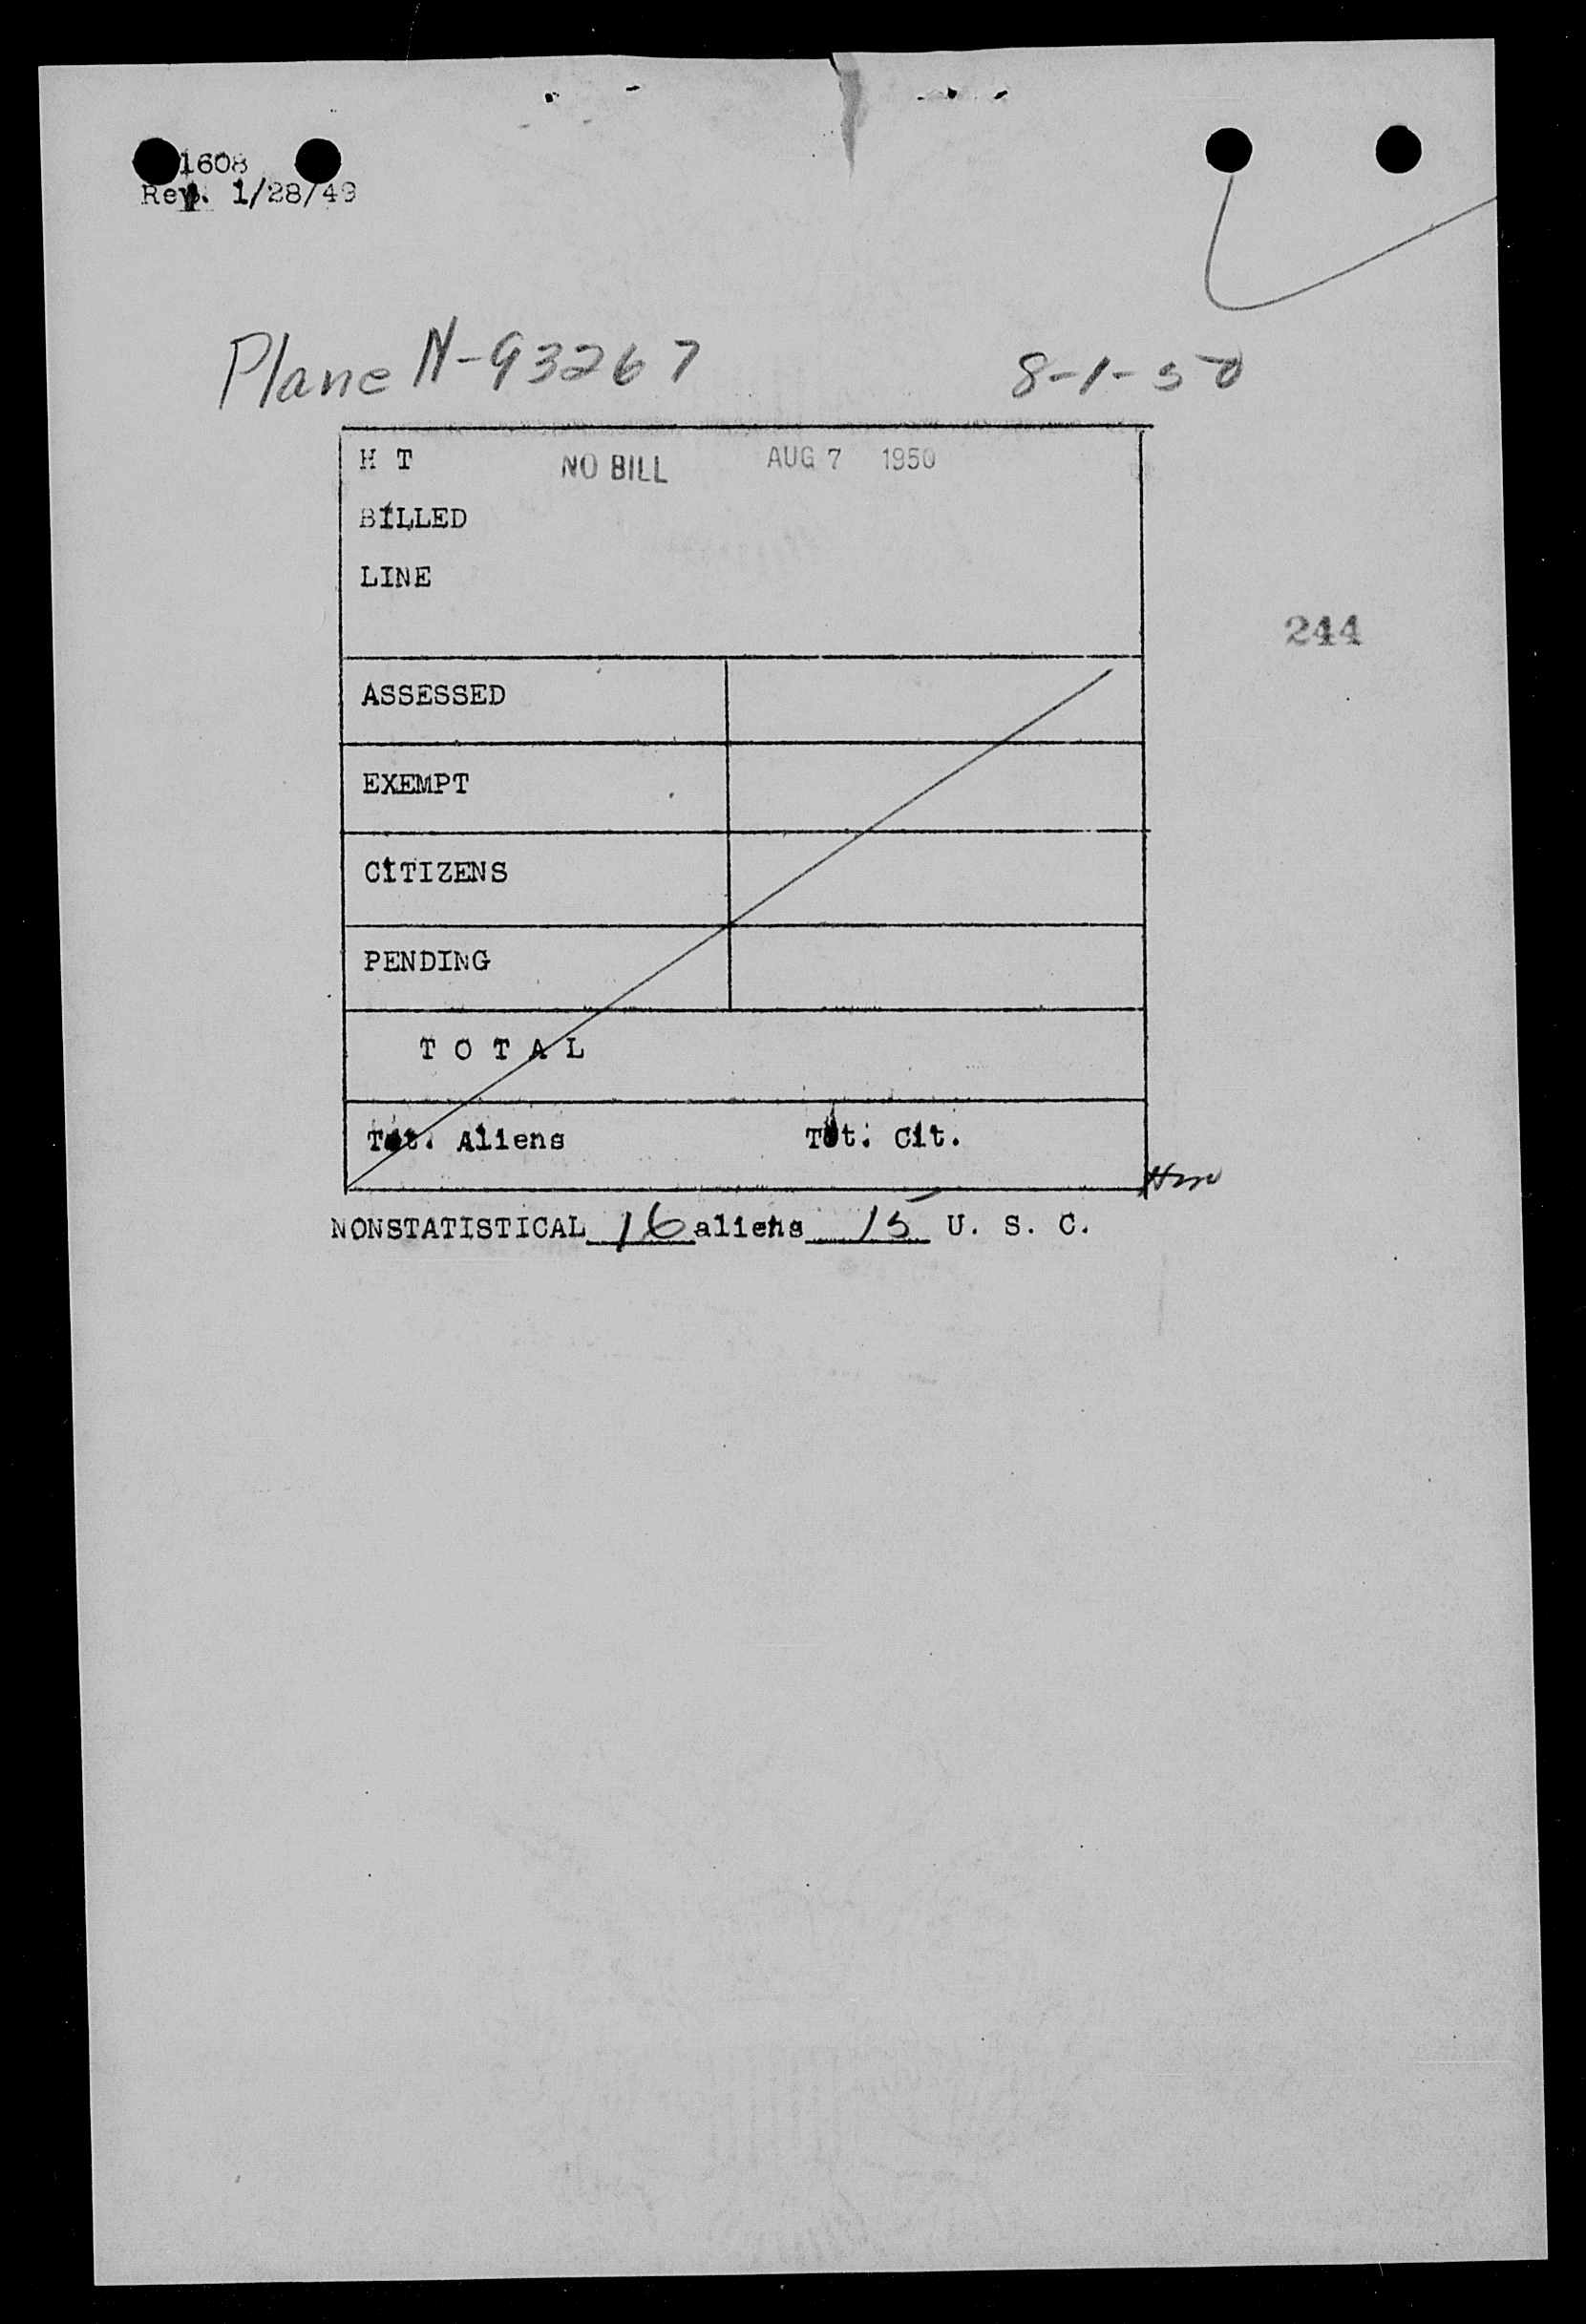 1608
Rev. 1/28/49
Plane N-93267 8-1-50
H T NO BILL AUG 7 1950
BILLED
LINE
244
ASSESSED
EXEMPT
CITIZENS
PENDING
T O T A L
Tot. Aliens Tot. Cit.
NONSTATISTICAL 16 aliens 15 U. S. C.